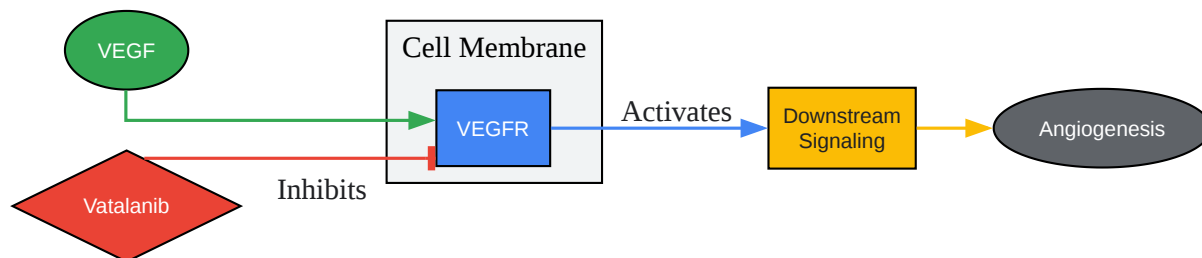 VEGF
Cell Membrane
VEGFR
Activates
Downstream
Signaling
Angiogenesis
Inhibits
Vatalanib